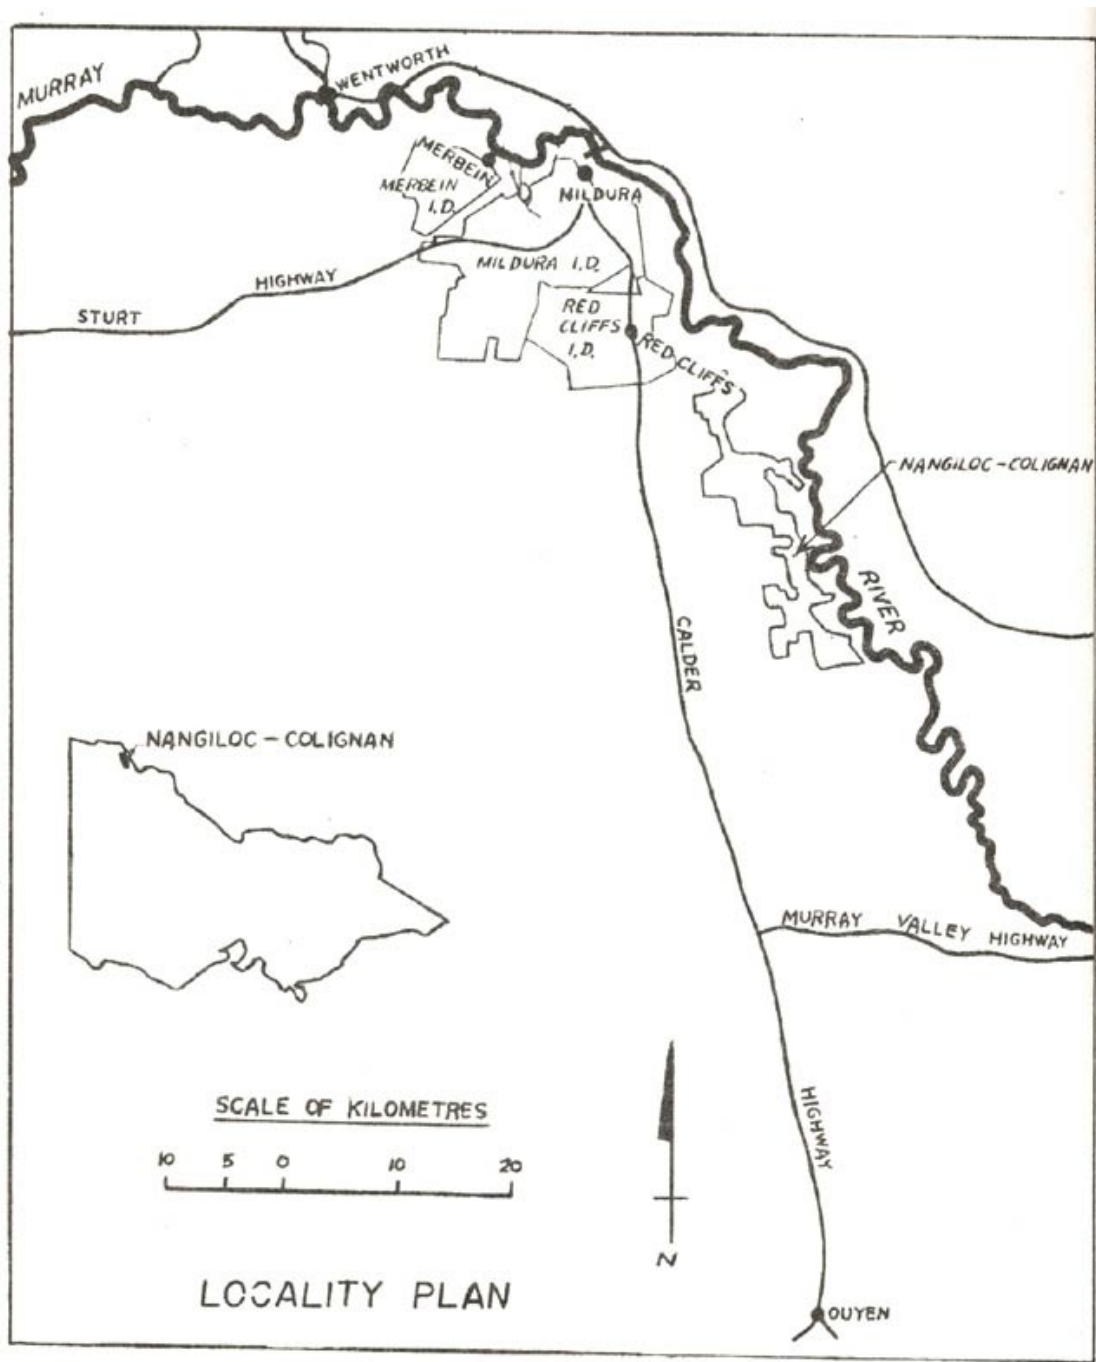 MURRAY
WENTWORTH
MERBEIN
MERBEIN
I.D.
MILDURA
HIGHWAY
MILDURA I.D.
STURT
RED
CLIFFS
I.D.
RED CLIFFS
NANGILOC-COLIGNAN
RIVER
CALDER
NANGILOC - COLIGNAN
MURRAY VALLEY HIGHWAY
SCALE OF KILOMETRES
10 5 0 10 20
HIGHWAY
N
LOCALITY PLAN
OUYEN